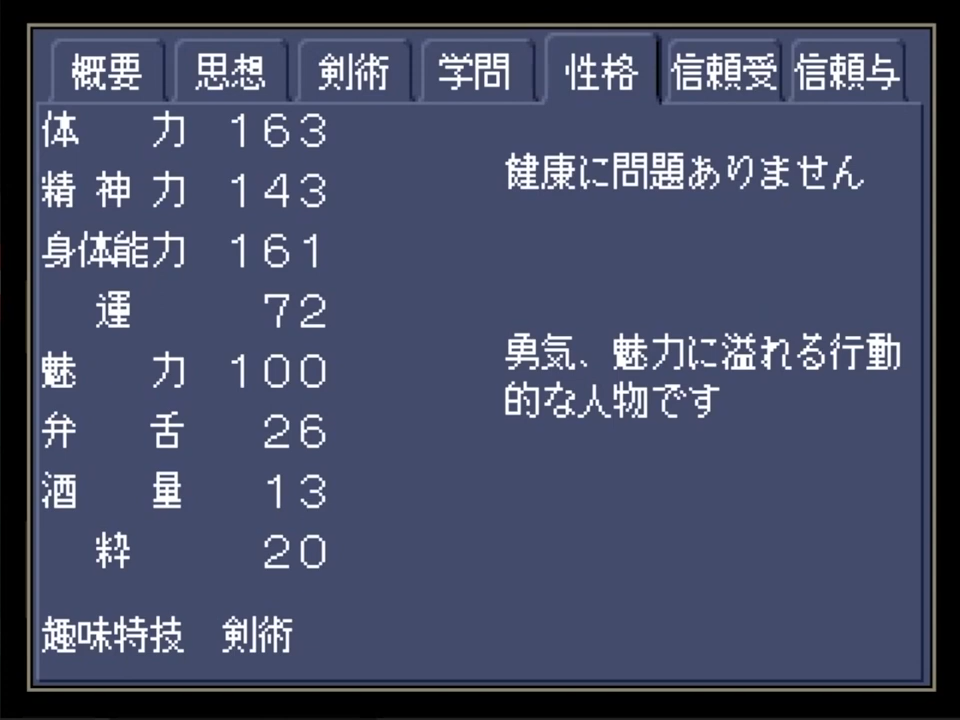 概要 思想 剣術 学問 性格 信頼受 信頼与
体力 163
精神力 143
身体能力 161
運 72
魅力 100
弁舌 26
酒量 13
粋 20
趣味特技 剣術
健康に問題ありません
勇気、魅力に溢れる行動
的な人物です